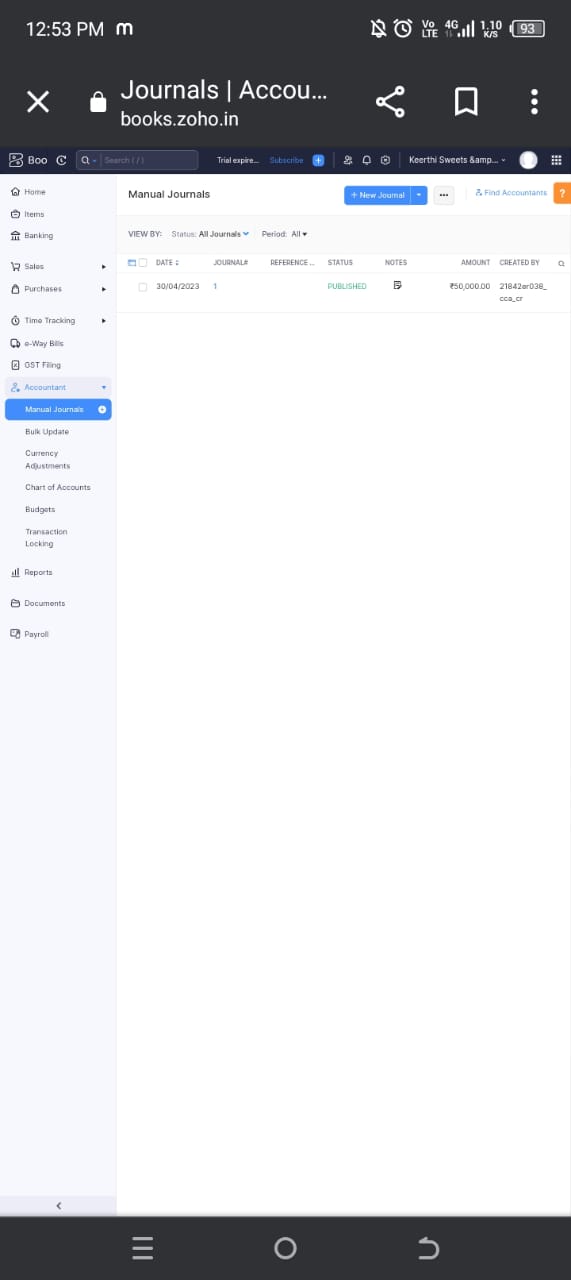 12:53 PM m
Vo LTE 4G 1.10 K/S 93
Journals | Accou...
books.zoho.in
Boo Search ( / ) Trial expire... Subscribe Keerthi Sweets &amp...
Home
Manual Journals + New Journal Find Accountants ?
Items
Banking
VIEW BY: Status: All Journals Period: All
DATE JOURNAL# REFERENCE ... STATUS NOTES AMOUNT CREATED BY
30/04/2023 1 PUBLISHED ₹50,000.00 21842er038_
cca_cr
Sales
Purchases
Time Tracking
e-Way Bills
GST Filing
Accountant
Manual Journals
Bulk Update
Currency
Adjustments
Chart of Accounts
Budgets
Transaction
Locking
Reports
Documents
Payroll